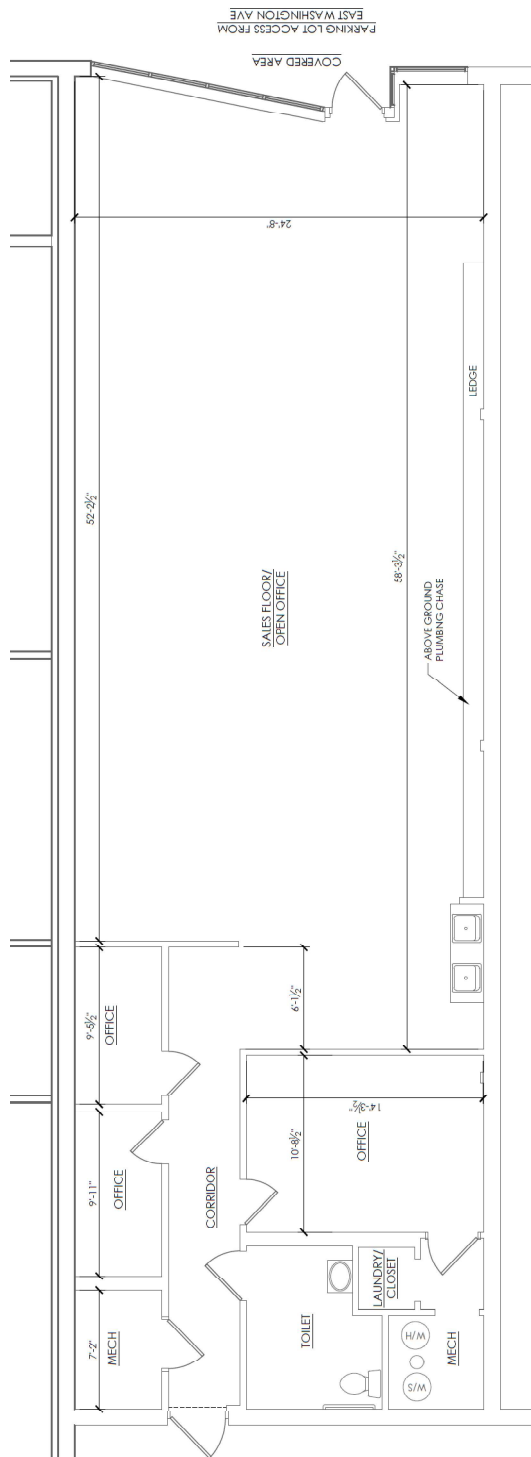 PARKING LOT ACCESS FROM
EAST WASHINGTON AVE
COVERED AREA
24'-8"
52'-2½"
58'-3½"
LEDGE
SALES FLOOR/
OPEN OFFICE
ABOVE GROUND
PLUMBNG CHASE
9'-5½"
OFFICE
6'-1½"
14'-3½"
10'-8½"
OFFICE
9'-11"
OFFICE
CORRIDOR
LAUNDRY/
CLOSET
7'-2"
MECH
TOILET
W/H
W/S
MECH